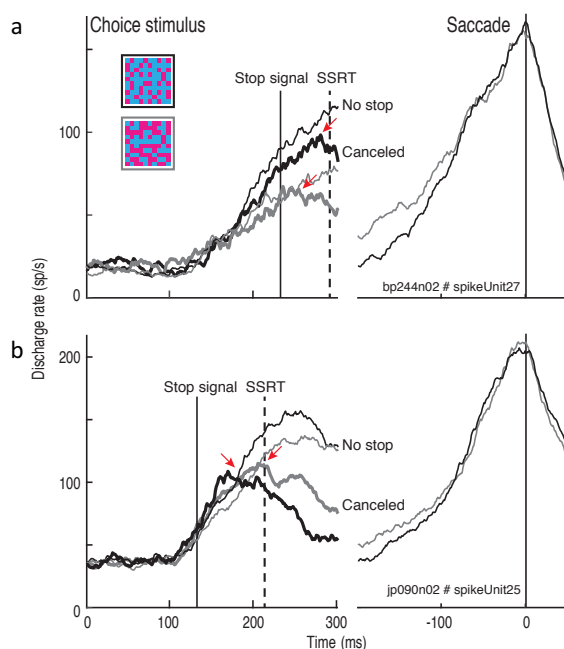 a
Choice stimulus
Saccade
Stop signal
SSRT
No stop
Canceled
100
0
bp244n02 # spikeUnit27
Discharge rate (sp/s)
b
Stop signal
SSRT
No stop
Canceled
200
100
0
jp090n02 # spikeUnit25
0
100
200
300
-100
0
Time (ms)